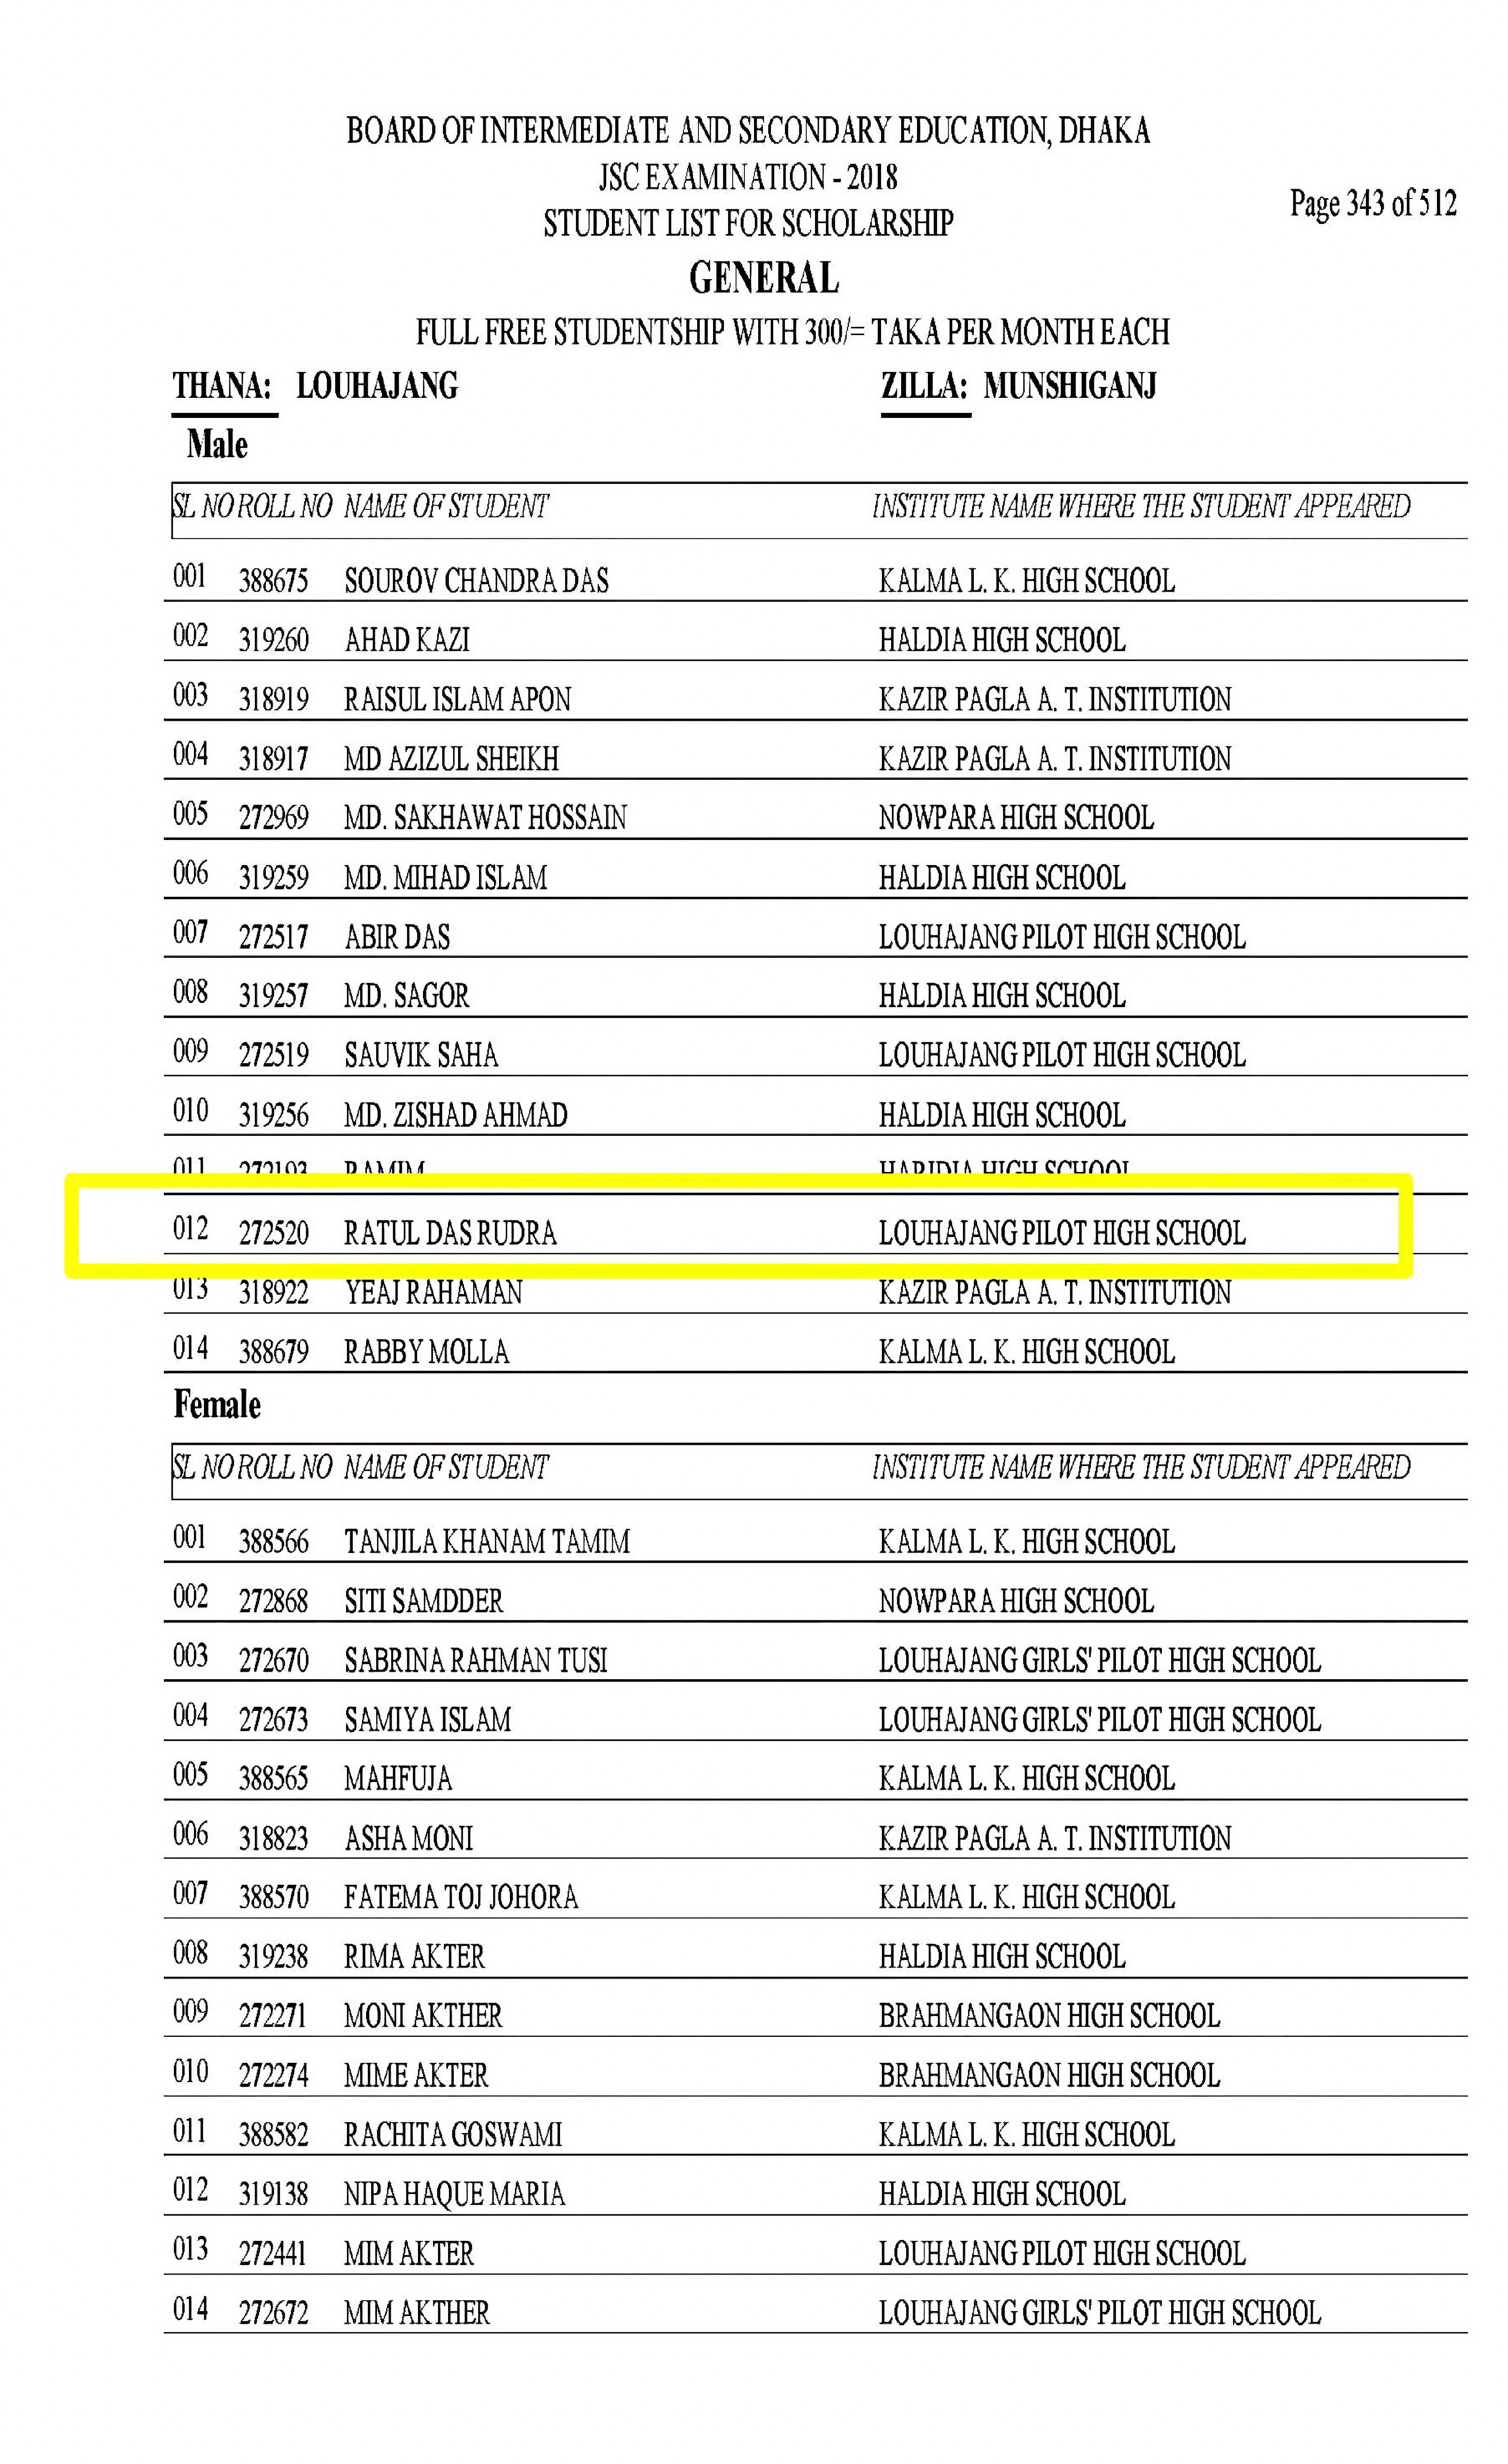 BOARD OF INTERMEDIATE AND SECONDARY EDUCATION, DHAKA
JSC EXAMINATION - 2018
Page 343 of 512
STUDENT LIST FOR SCHOLARSHIP
GENERAL
FULL FREE STUDENTSHIP WITH 300/= TAKA PER MONTH EACH
THANA: LOUHAJANG ZILLA: MUNSHIGANJ
Male
SL NO ROLL NO NAME OF STUDENT INSTITUTE NAME WHERE THE STUDENT APPEARED
001 388675 SOUROV CHANDRA DAS KALMA L. K. HIGH SCHOOL
002 319260 AHAD KAZI HALDIA HIGH SCHOOL
003 318919 RAISUL ISLAM APON KAZIR PAGLA A. T. INSTITUTION
004 318917 MD AZIZUL SHEIKH KAZIR PAGLA A. T. INSTITUTION
005 272969 MD. SAKHAWAT HOSSAIN NOWPARA HIGH SCHOOL
006 319259 MD. MIHAD ISLAM HALDIA HIGH SCHOOL
007 272517 ABIR DAS LOUHAJANG PILOT HIGH SCHOOL
008 319257 MD. SAGOR HALDIA HIGH SCHOOL
009 272519 SAUVIK SAHA LOUHAJANG PILOT HIGH SCHOOL
010 319256 MD. ZISHAD AHMAD HALDIA HIGH SCHOOL
011 272193 RAMIM HARIDIA HIGH SCHOOL
012 272520 RATUL DAS RUDRA LOUHAJANG PILOT HIGH SCHOOL
013 318922 YEAJ RAHAMAN KAZIR PAGLA A. T. INSTITUTION
014 388679 RABBY MOLLA KALMA L. K. HIGH SCHOOL
Female
SL NO ROLL NO NAME OF STUDENT INSTITUTE NAME WHERE THE STUDENT APPEARED
001 388566 TANJILA KHANAM TAMIM KALMA L. K. HIGH SCHOOL
002 272868 SITI SAMDDER NOWPARA HIGH SCHOOL
003 272670 SABRINA RAHMAN TUSI LOUHAJANG GIRLS' PILOT HIGH SCHOOL
004 272673 SAMIYA ISLAM LOUHAJANG GIRLS' PILOT HIGH SCHOOL
005 388565 MAHFUJA KALMA L. K. HIGH SCHOOL
006 318823 ASHA MONI KAZIR PAGLA A. T. INSTITUTION
007 388570 FATEMA TOJ JOHORA KALMA L. K. HIGH SCHOOL
008 319238 RIMA AKTER HALDIA HIGH SCHOOL
009 272271 MONI AKTHER BRAHMANGAON HIGH SCHOOL
010 272274 MIME AKTER BRAHMANGAON HIGH SCHOOL
011 388582 RACHITA GOSWAMI KALMA L. K. HIGH SCHOOL
012 319138 NIPA HAQUE MARIA HALDIA HIGH SCHOOL
013 272441 MIM AKTER LOUHAJANG PILOT HIGH SCHOOL
014 272672 MIM AKTHER LOUHAJANG GIRLS' PILOT HIGH SCHOOL